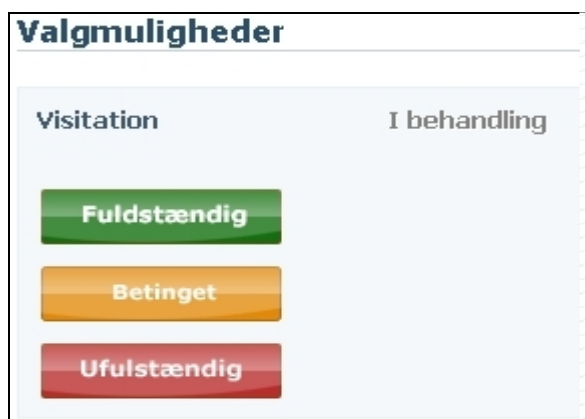 Valgmuligheder
Visitation I behandling
Fuldstændig
Betinget
Ufulstændig